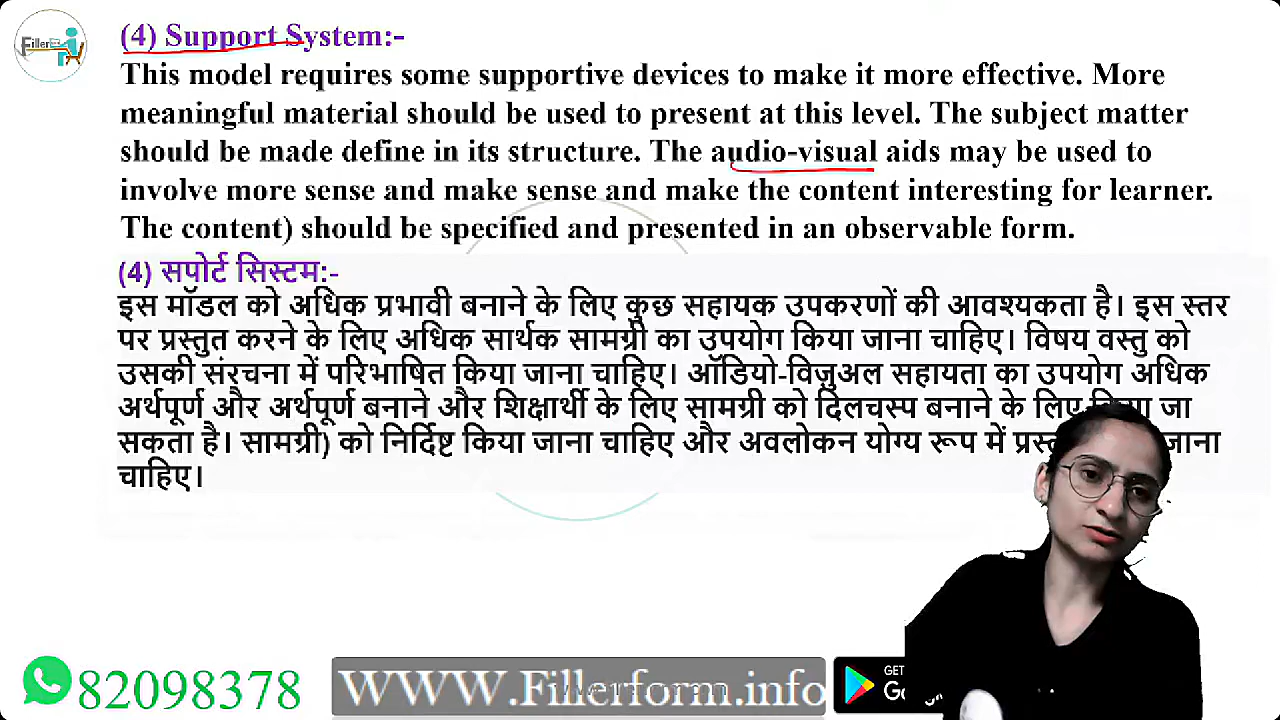 Filler
(4) Support System:-
This model requires some supportive devices to make it more effective. More
meaningful material should be used to present at this level. The subject matter
should be made define in its structure. The audio-visual aids may be used to
involve more sense and make sense and make the content interesting for learner.
The content) should be specified and presented in an observable form.
(4) सपोर्ट सिस्टम:-
इस मॉडल को अधिक प्रभावी बनाने के लिए कुछ सहायक उपकरणों की आवश्यकता है। इस स्तर
पर प्रस्तुत करने के लिए अधिक सार्थक सामग्री का उपयोग किया जाना चाहिए। विषय वस्तु को
उसकी संरचना में परिभाषित किया जाना चाहिए। ऑडियो-विज़ुअल सहायता का उपयोग अधिक
अर्थपूर्ण और अर्थपूर्ण बनाने और शिक्षार्थी के लिए सामग्री को दिलचस्प बनाने के लिए जा
सकता है। सामग्री) को निर्दिष्ट किया जाना चाहिए और अवलोकन योग्य रूप में जाना
चाहिए।
82098378
WWW.Fillerform.info
GET